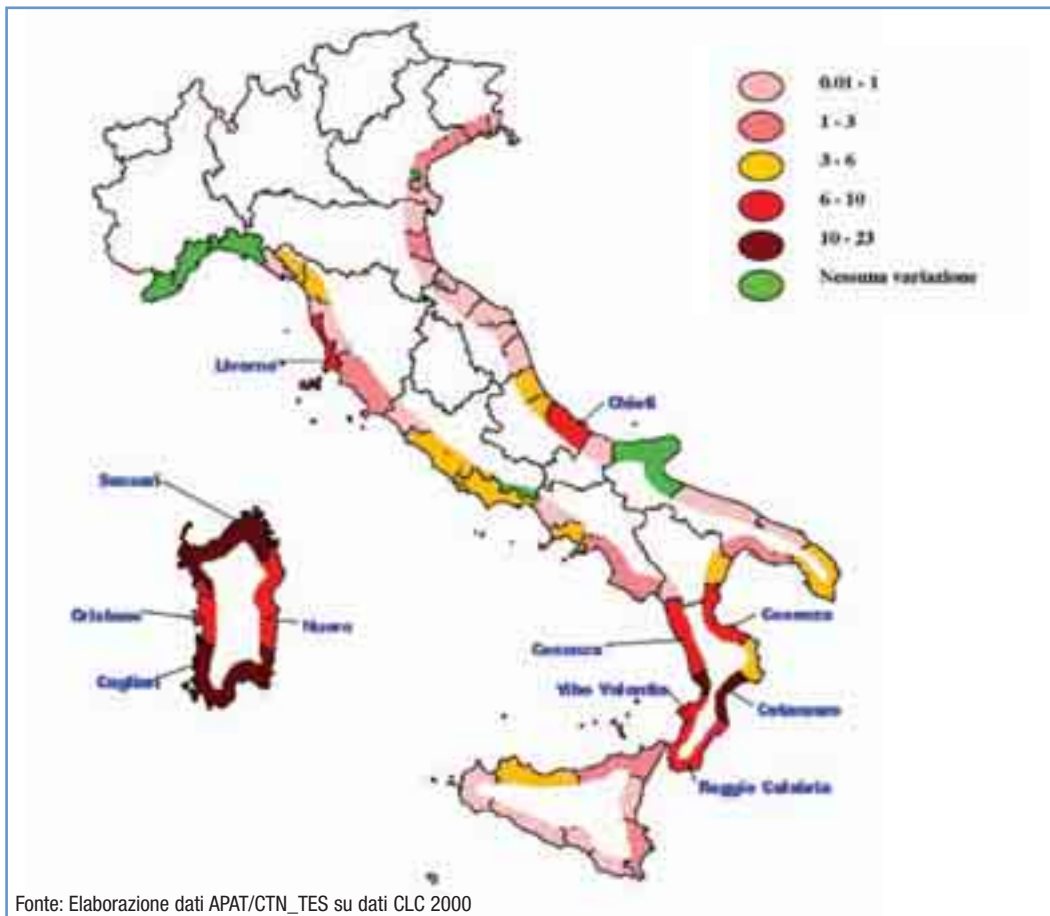 0.01 - 1
1 - 3
3 - 6
6 - 10
10 - 23
Nessuna variazione
Livorno
Chieti
Sassari
Oristano
Nuoro
Cagliari
Cosenza
Cosenza
Vibo Valentia
Catanzaro
Reggio Calabria
Fonte: Elaborazione dati APAT/CTN_TES su dati CLC 2000